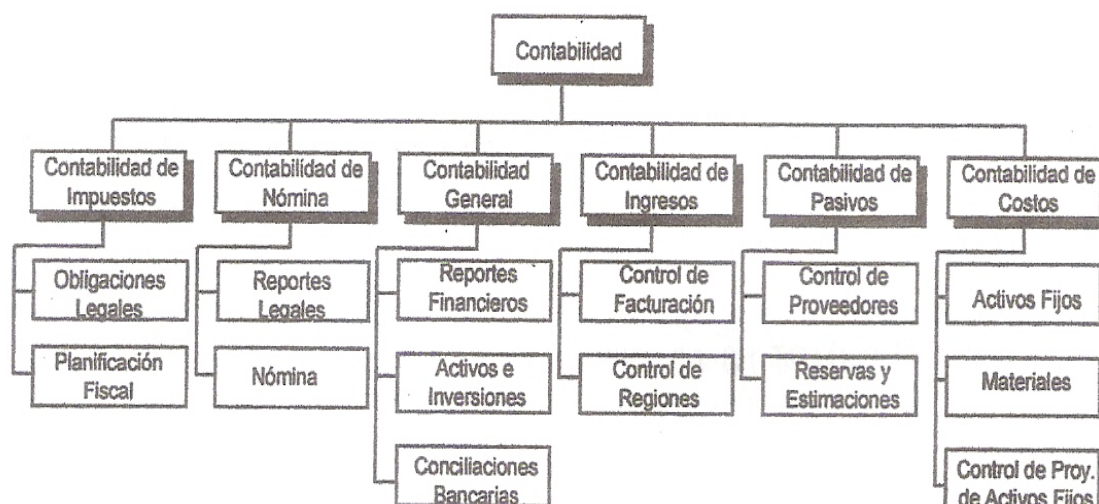 Contabilidad
Contabilidad de
Impuestos
Contabilidad de
Nómina
Contabilidad
General
Contabilidad de
Ingresos
Contabilidad de
Pasivos
Contabilidad de
Costos
Obligaciones
Legales
Reportes
Legales
Reportes
Financieros
Control de
Facturación
Control de
Proveedores
Activos Fijos
Planificación
Fiscal
Nómina
Activos e
Inversiones
Control de
Regiones
Reservas y
Estimaciones
Materiales
Conciliaciones
Bancarias
Control de Proy.
de Activos Fijos